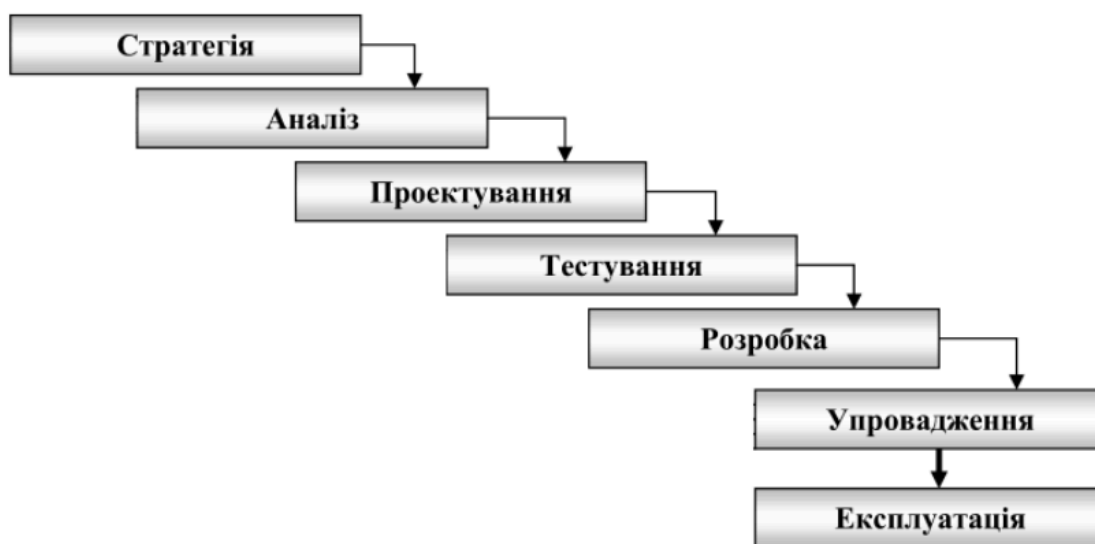 Стратегія
Аналіз
Проектування
Тестування
Розробка
Упровадження
Експлуатація